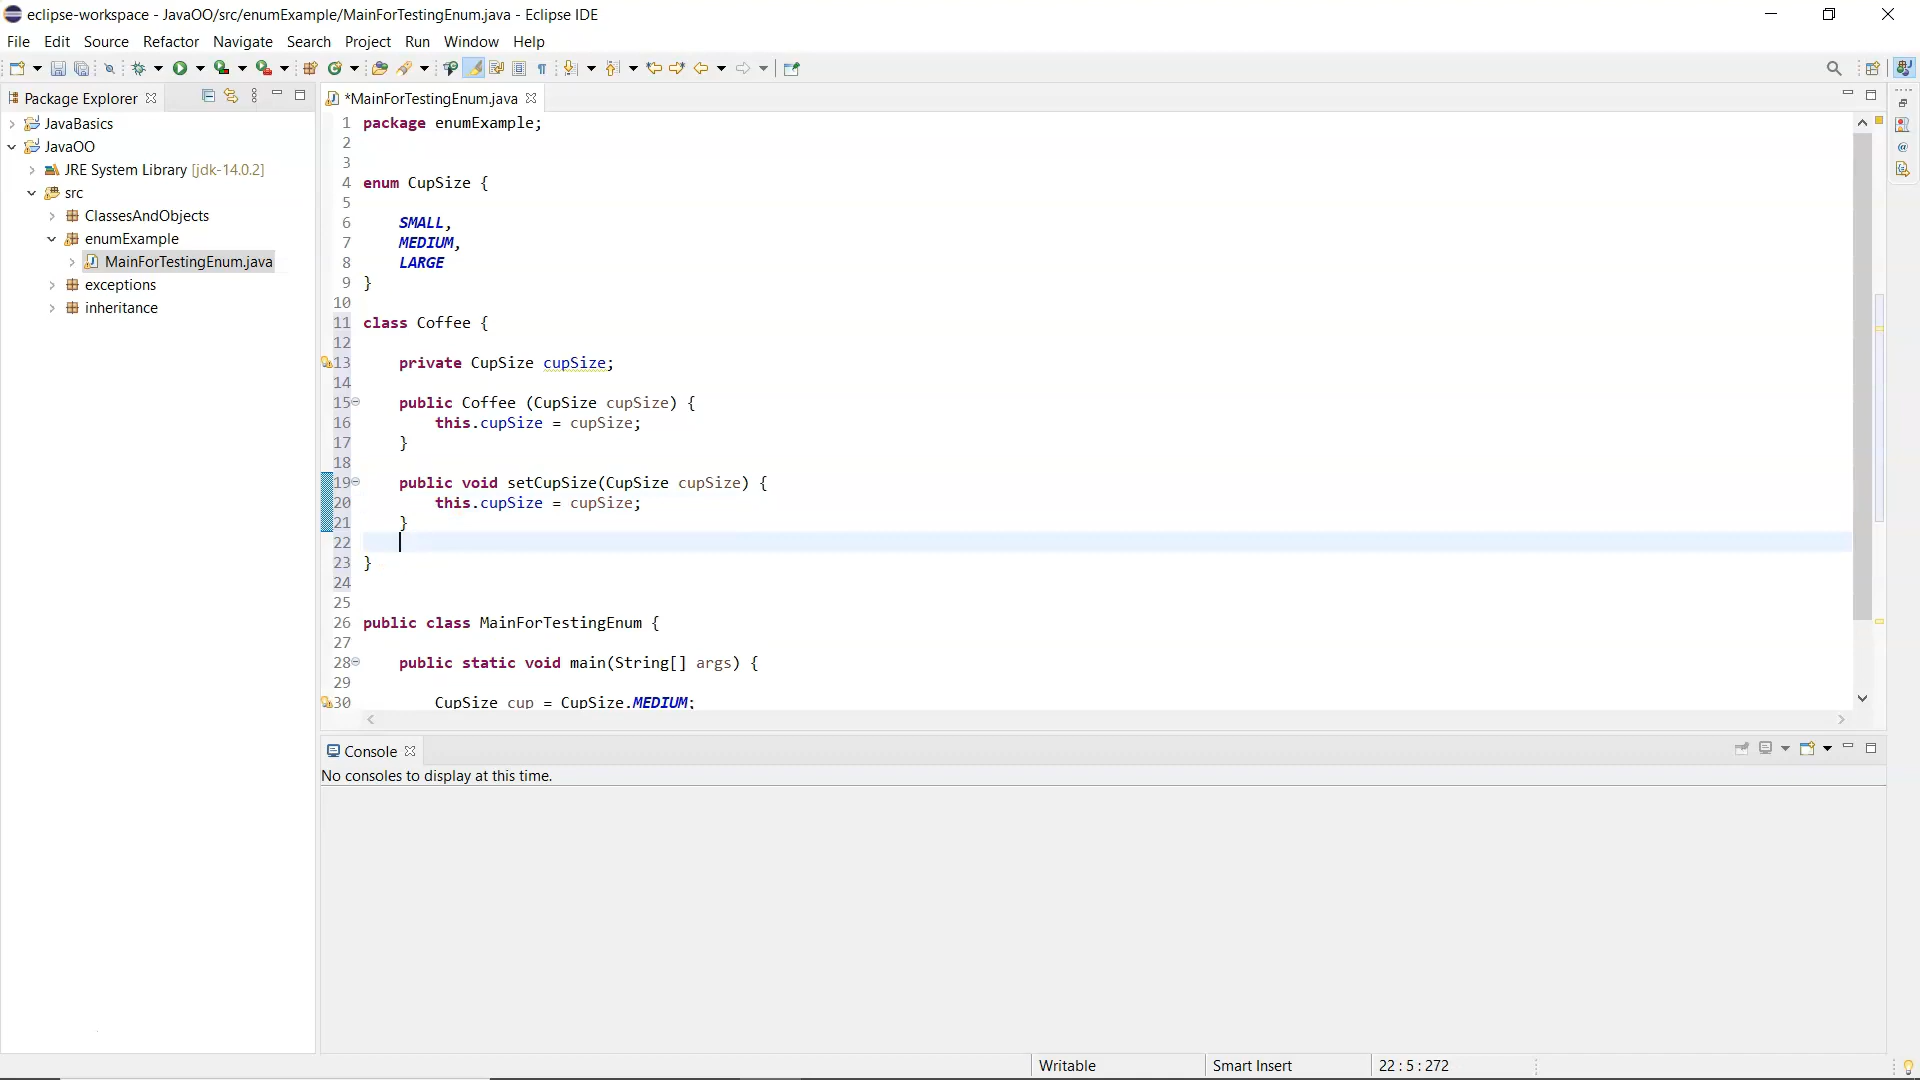 eclipse-workspace - JavaOO/src/enumExample/MainForTestingEnum.java - Eclipse IDE
File Edit Source Refactor Navigate Search Project Run Window Help
Package Explorer
JavaBasics
JavaOO
JRE System Library [jdk-14.0.2]
src
ClassesAndObjects
enumExample
MainForTestingEnum.java
exceptions
inheritance
*MainForTestingEnum.java
1 package enumExample;
2
3
4 enum CupSize {
5
6 SMALL,
7 MEDIUM,
8 LARGE
9 }
10
11 class Coffee {
12
13 private CupSize cupSize;
14
15 public Coffee (CupSize cupSize) {
16 this.cupSize = cupSize;
17 }
18
19 public void setCupSize(CupSize cupSize) {
20 this.cupSize = cupSize;
21 }
22
23 }
24
25
26 public class MainForTestingEnum {
27
28 public static void main(String[] args) {
29
30 CupSize cup = CupSize.MEDIUM;
Console
No consoles to display at this time.
Writable Smart Insert 22 : 5 : 272